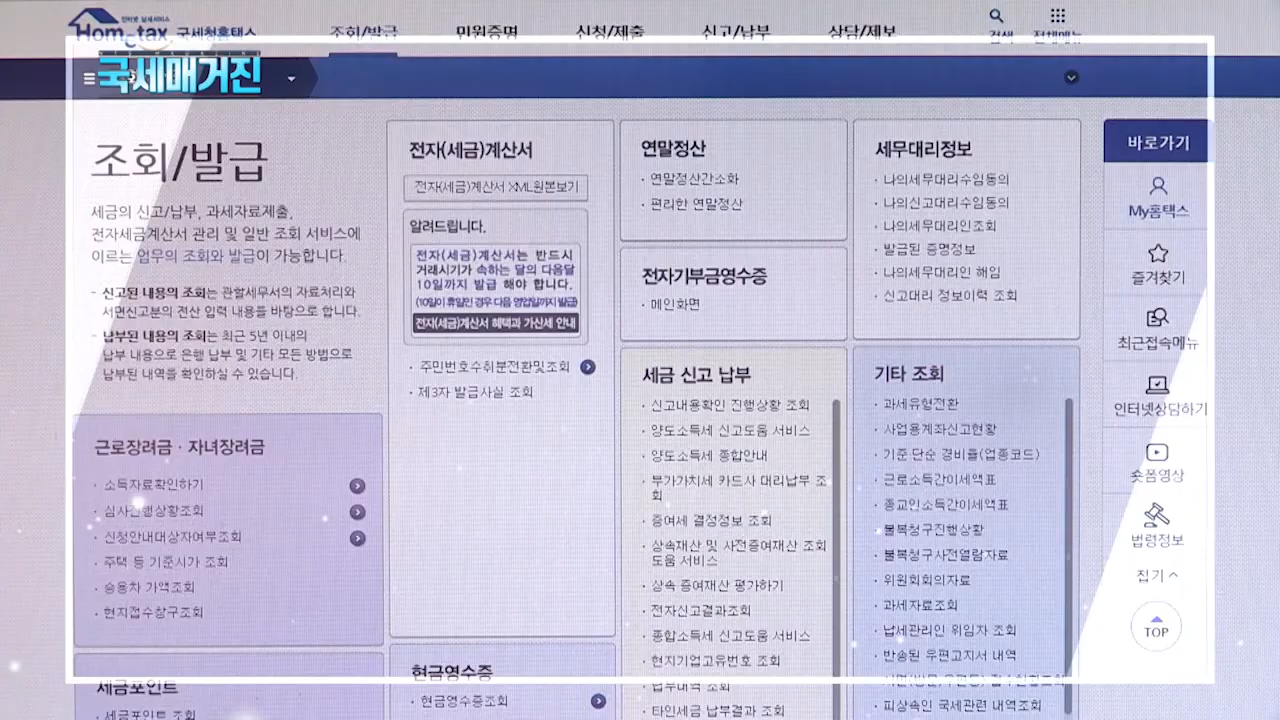 인터넷 납세서비스
Hometax 국세청홈택스
조회/발급
민원증명
신청/제출
신고/납부
상담/제보
검색
전체메뉴
국세매거진
조회/발급
세금의 신고/납부, 과세자료제출,
전자세금계산서 관리 및 일반 조회 서비스에
이르는 업무의 조회와 발급이 가능합니다.
- 신고된 내용의 조회는 관할세무서의 자료처리와
서면신고분의 전산 입력 내용을 바탕으로 합니다.
- 납부된 내용의 조회는 최근 5년 이내의
납부 내용으로 은행 납부 및 기타 모든 방법으로
납부된 내역을 확인하실 수 있습니다.
근로장려금 · 자녀장려금
· 소득자료확인하기
· 심사진행상황조회
· 신청안내대상자여부조회
· 주택 등 기준시가 조회
· 승용차 가액조회
· 현지접수창구조회
세금포인트
· 세금포인트 조회
전자(세금)계산서
전자(세금)계산서 XML원본보기
알려드립니다.
전자(세금)계산서는 반드시
거래시기가 속하는 달의 다음달
10일까지 발급 해야 합니다.
(10일이 휴일인 경우 다음 영업일까지 발급)
전자(세금)계산서 혜택과 가산세 안내
· 주민번호수취분전환및조회
· 제3자 발급사실 조회
현금영수증
· 현금영수증조회
연말정산
· 연말정산간소화
· 편리한 연말정산
전자기부금영수증
· 메인화면
세금 신고 납부
· 신고내용확인 진행상황 조회
· 양도소득세 신고도움 서비스
· 양도소득세 종합안내
· 부가가치세 카드사 대리납부 조
회
· 증여세 결정정보 조회
· 상속재산 및 사전증여재산 조회
도움 서비스
· 상속 증여재산 평가하기
· 전자신고결과조회
· 종합소득세 신고도움 서비스
· 현지기업고유번호 조회
· 납부내역 조회
· 타인세금 납부결과 조회
세무대리정보
· 나의세무대리수임동의
· 나의신고대리수임동의
· 나의세무대리인조회
· 발급된 증명정보
· 나의세무대리인 해임
· 신고대리 정보이력 조회
기타 조회
· 과세유형전환
· 사업용계좌신고현황
· 기준·단순 경비율(업종코드)
· 근로소득간이세액표
· 종교인소득간이세액표
· 불복청구진행상황
· 불복청구사전열람자료
· 위원회회의자료
· 과세자료조회
· 납세관리인 위임자 조회
· 반송된 우편고지서 내역
· 피상속인 국세관련 내역조회
바로가기
My홈택스
즐겨찾기
최근접속메뉴
인터넷상담하기
숏폼영상
법령정보
접기
TOP